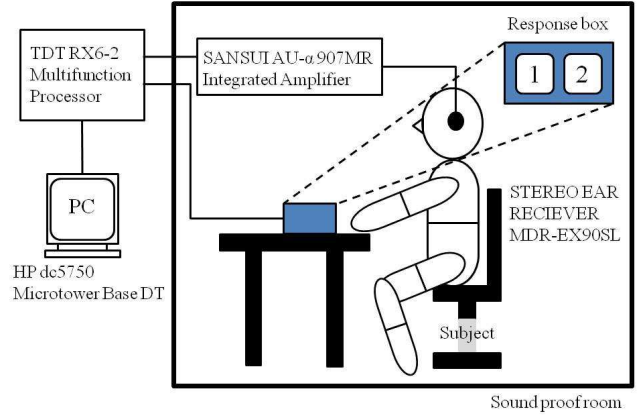 Response box
1 2
TDT RX6-2
Multifunction
Processor
SANSUI AU-α 907MR
Integrated Amplifier
PC
HP dc5750
Microtower Base DT
STEREO EAR
RECIEVER
MDR-EX90SL
Subject
Sound proof room